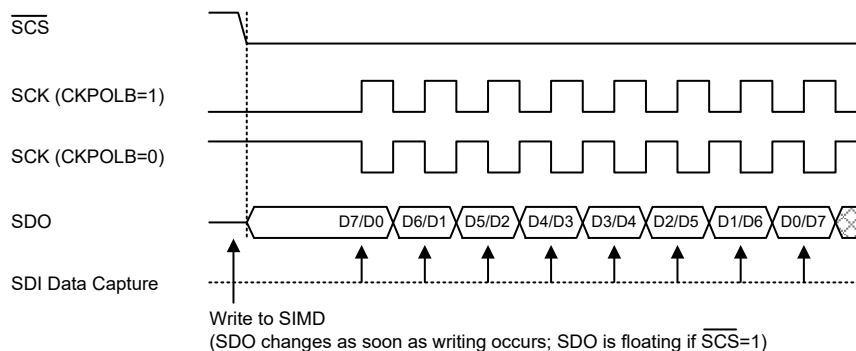 SCS
SCK (CKPOLB=1)
SCK (CKPOLB=0)
SDO D7/D0 D6/D1 D5/D2 D4/D3 D3/D4 D2/D5 D1/D6 D0/D7
SDI Data Capture
Write to SIMD
(SDO changes as soon as writing occurs; SDO is floating if SCS=1)